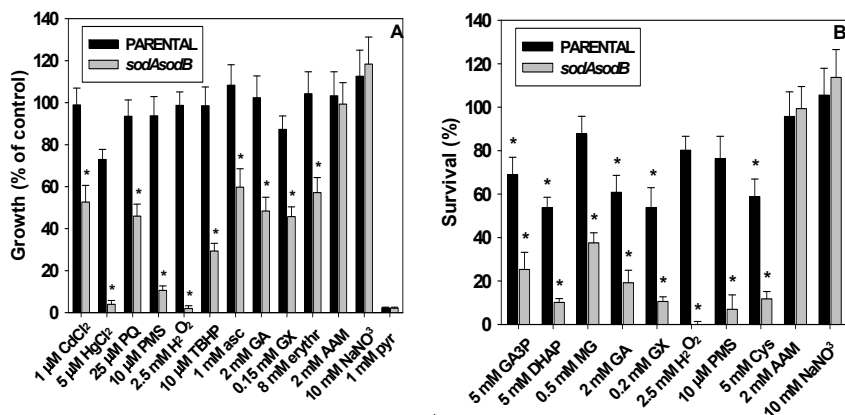 A
PARENTAL
sodAsodB
Growth (% of control)
140
120
100
80
60
40
20
0
* * * * * * * * * *
1 µM CdCl2
5 µM HgCl2
25 µM PQ
10 µM PMS
2.5 mM H2O2
10 µM TBHP
1 mM asc
2 mM GA
0.15 mM GX
8 mM erythr
2 mM AAM
10 mM NaNO3
1 mM pyr
B
PARENTAL
sodAsodB
Survival (%)
140
120
100
80
60
40
20
0
* * * * * * * * * * * * *
5 mM GA3P
5 mM DHAP
0.5 mM MG
2 mM GA
0.2 mM GX
2.5 mM H2O2
10 µM PMS
5 mM Cys
2 mM AAM
10 mM NaNO3